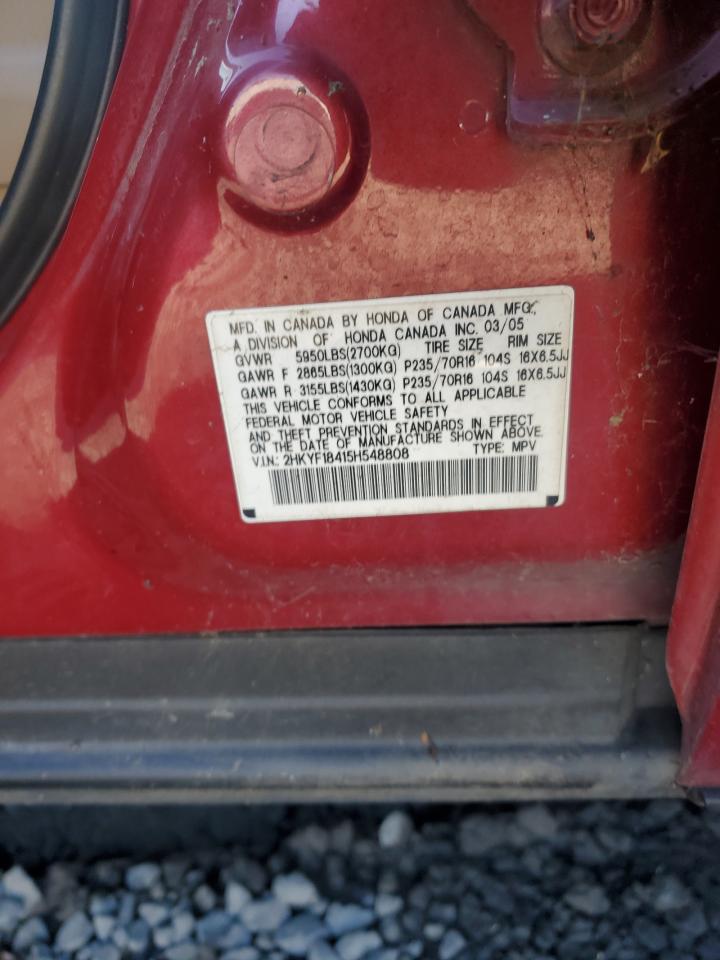 MFD. IN CANADA BY HONDA OF CANADA MFG.,
A DIVISION OF HONDA CANADA INC. 03/05
GVWR 5950LBS(2700KG) TIRE SIZE RIM SIZE
GAWR F 2865LBS(1300KG) P235/70R16 104S 16X6.5JJ
GAWR R 3155LBS(1430KG) P235/70R16 104S 16X6.5JJ
THIS VEHICLE CONFORMS TO ALL APPLICABLE
FEDERAL MOTOR VEHICLE SAFETY
AND THEFT PREVENTION STANDARDS IN EFFECT
ON THE DATE OF MANUFACTURE SHOWN ABOVE.
V.I.N.: 2HKYF18415H548808 TYPE: MPV